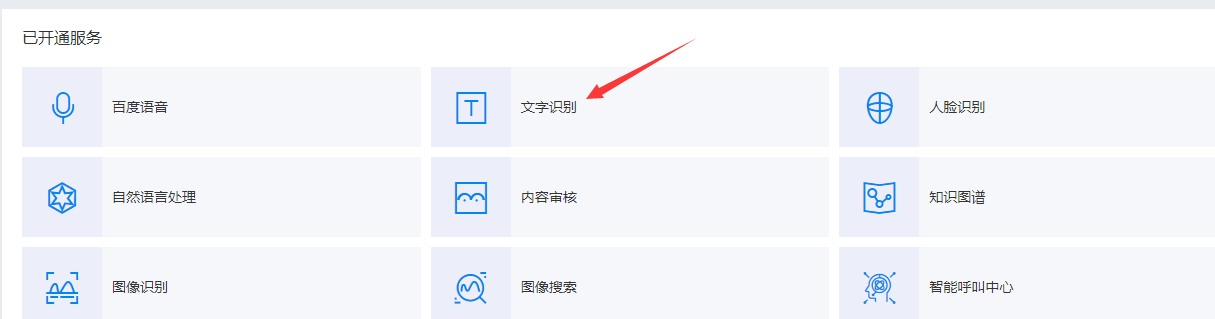 已开通服务
百度语音
文字识别
人脸识别
自然语言处理
内容审核
知识图谱
图像识别
图像搜索
智能呼叫中心